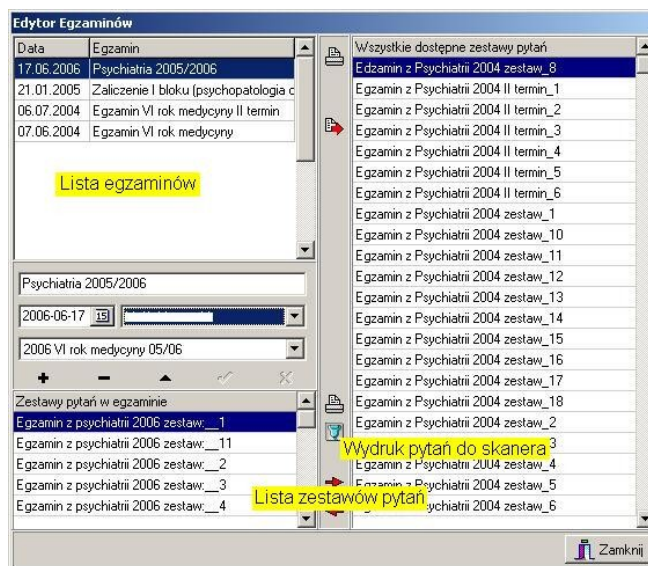 Edytor Egzaminów
Data Egzamin
17.06.2006 Psychiatria 2005/2006
21.01.2005 Zaliczenie I bloku (psychopatologia c
06.07.2004 Egzamin VI rok medycyny II termin
07.06.2004 Egzamin VI rok medycyny
Lista egzaminów
Psychiatria 2005/2006
2006-06-17 15
2006 VI rok medycyny 05/06
Zestawy pytań w egzaminie
Egzamin z psychiatrii 2006 zestaw:__1
Egzamin z psychiatrii 2006 zestaw:__11
Egzamin z psychiatrii 2006 zestaw:__2
Egzamin z psychiatrii 2006 zestaw:__3
Egzamin z psychiatrii 2006 zestaw:__4
Wszystkie dostępne zestawy pytań
Edzamin z Psychiatrii 2004 zestaw_8
Egzamin z Psychiatrii 2004 II termin_1
Egzamin z Psychiatrii 2004 II termin_2
Egzamin z Psychiatrii 2004 II termin_3
Egzamin z Psychiatrii 2004 II termin_4
Egzamin z Psychiatrii 2004 II termin_5
Egzamin z Psychiatrii 2004 II termin_6
Egzamin z Psychiatrii 2004 zestaw_1
Egzamin z Psychiatrii 2004 zestaw_10
Egzamin z Psychiatrii 2004 zestaw_11
Egzamin z Psychiatrii 2004 zestaw_12
Egzamin z Psychiatrii 2004 zestaw_13
Egzamin z Psychiatrii 2004 zestaw_14
Egzamin z Psychiatrii 2004 zestaw_15
Egzamin z Psychiatrii 2004 zestaw_16
Egzamin z Psychiatrii 2004 zestaw_17
Egzamin z Psychiatrii 2004 zestaw_18
Egzamin z Psychiatrii 2004 zestaw_2
3
Wydruk pytań do skanera
Egzamin z Psychiatrii 2004 zestaw_4
Egzamin z Psychiatrii 2004 zestaw_5
Lista zestawów pytań
Egzamin z Psychiatrii 2004 zestaw_6
Zamknij